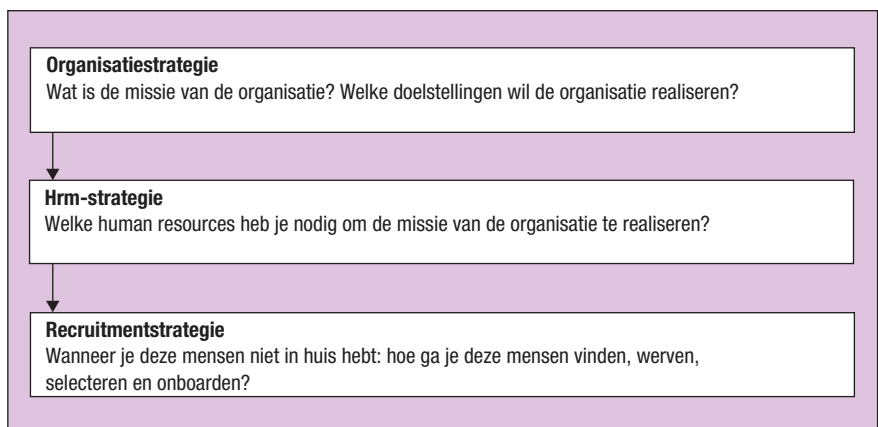 Organisatiestrategie
Wat is de missie van de organisatie? Welke doelstellingen wil de organisatie realiseren?
Hrm-strategie
Welke human resources heb je nodig om de missie van de organisatie te realiseren?
Recruitmentstrategie
Wanneer je deze mensen niet in huis hebt: hoe ga je deze mensen vinden, werven,
selecteren en onboarden?